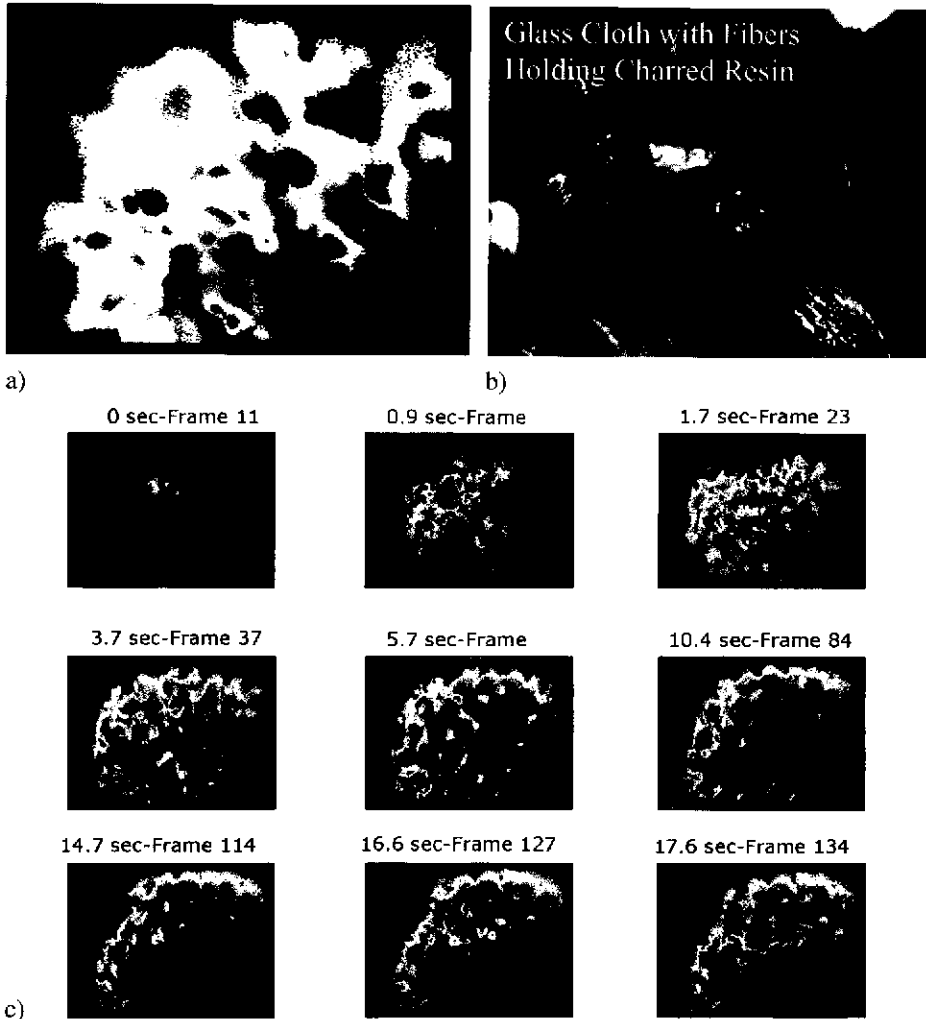 Glass Cloth with Fibers
Holding Charred Resin
a)
b)
0 sec-Frame 11
0.9 sec-Frame
1.7 sec-Frame 23
3.7 sec-Frame 37
5.7 sec-Frame
10.4 sec-Frame 84
14.7 sec-Frame 114
16.6 sec-Frame 127
17.6 sec-Frame 134
c)